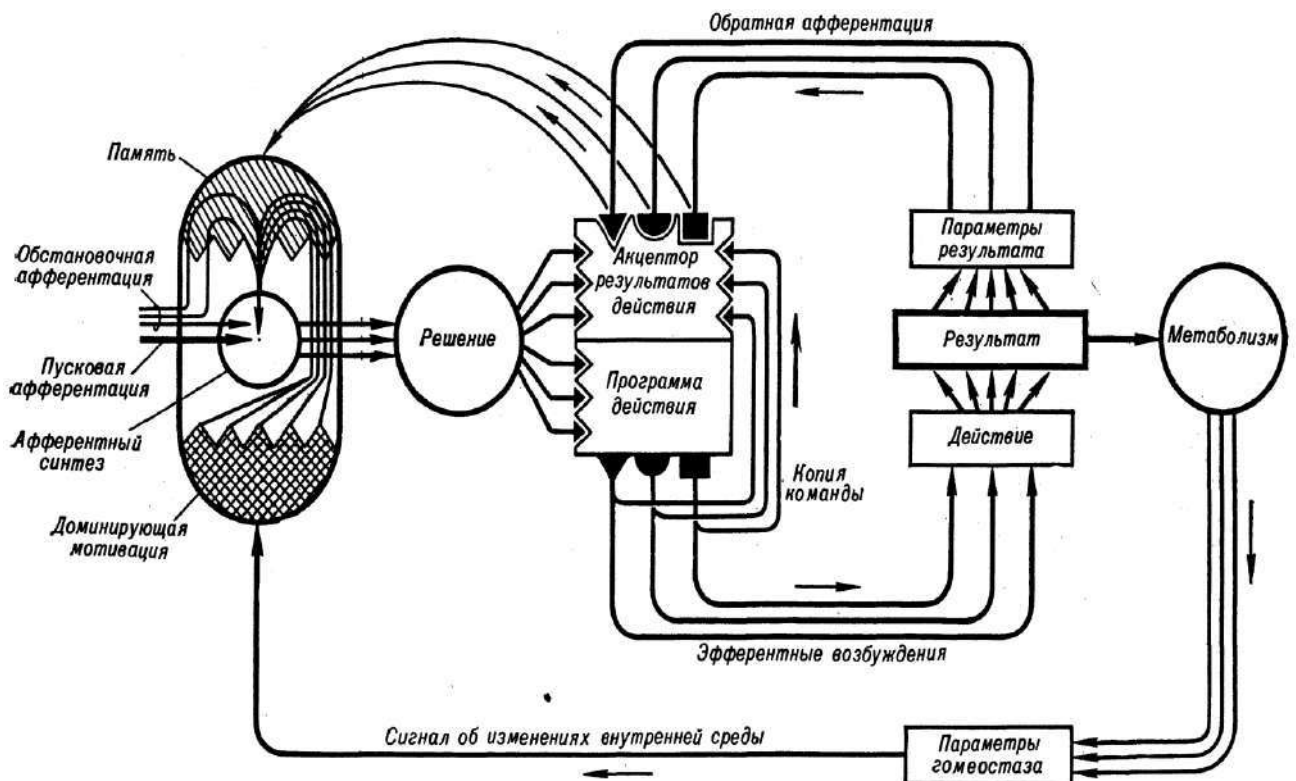 Обратная афферентация
Память
Обстановочная
афферентация
Пусковая
афферентация
Афферентный
синтез
Доминирующая
мотивация
Решение
Акцептор
результатов
действия
Программа
действия
Копия
команды
Параметры
результата
Результат
Действие
Метаболизм
Эфферентные возбуждения
Сигнал об изменениях внутренней среды
Параметры
гомеостаза